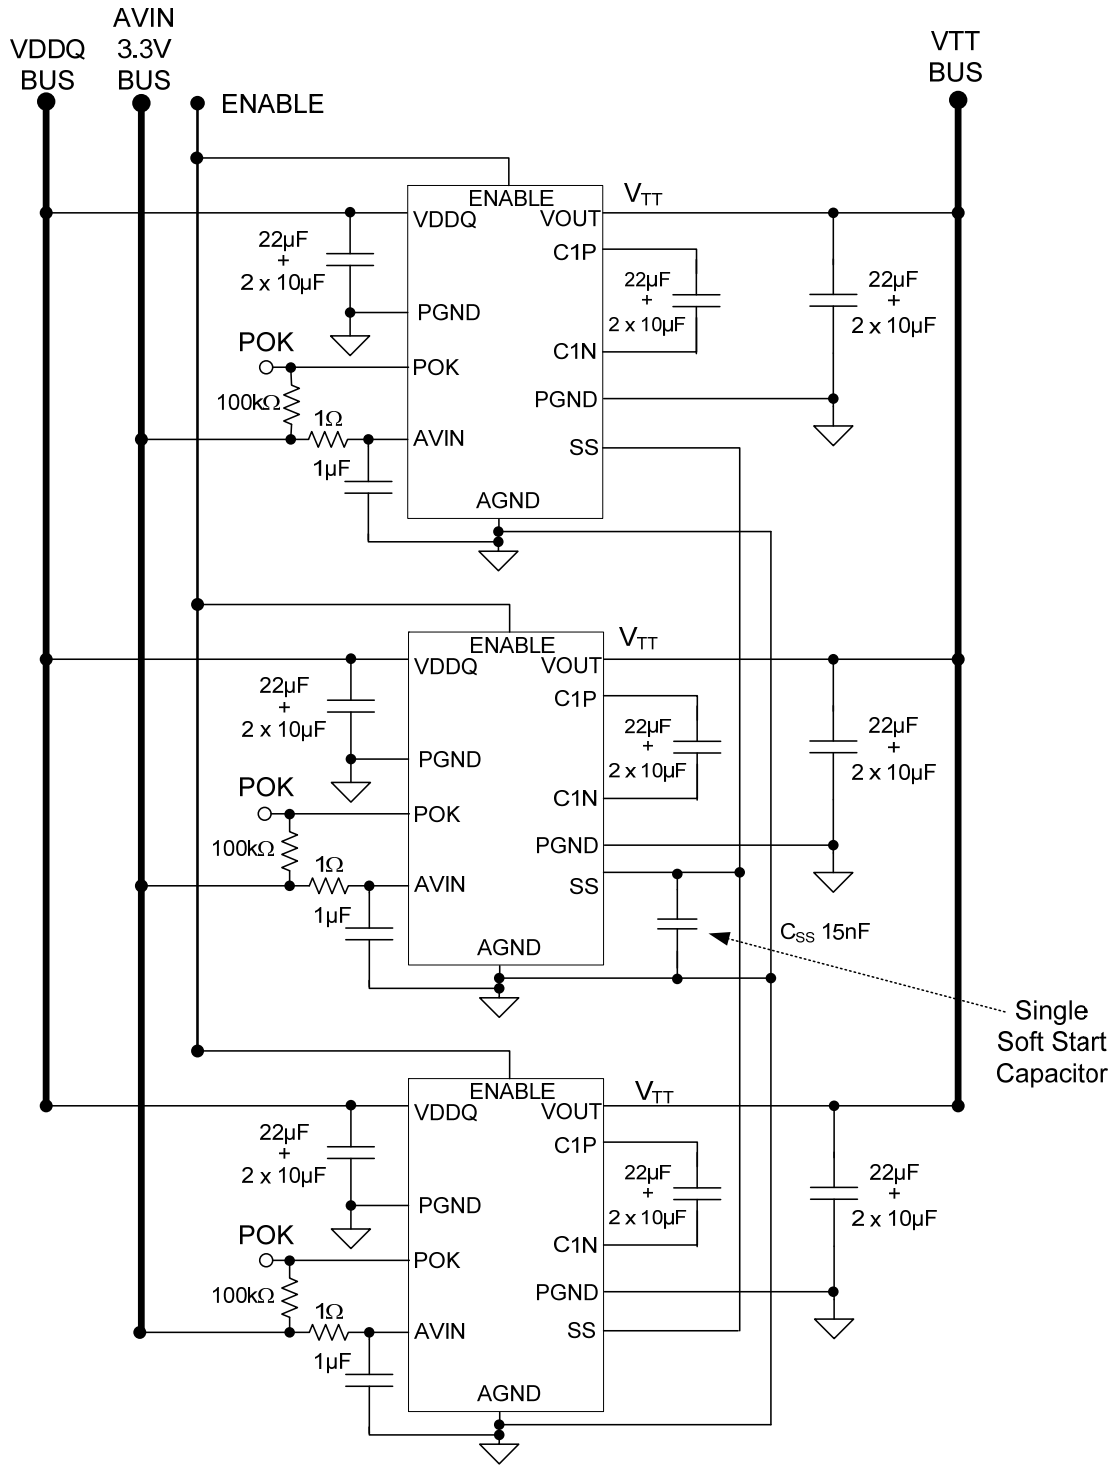 VDDQ
BUS
AVIN
3.3V
BUS
ENABLE
VTT
BUS
ENABLE
VDDQ
VOUT
V_TT
C1P
22µF
+
2 x 10µF
22µF
+
2 x 10µF
22µF
+
2 x 10µF
PGND
C1N
POK
POK
PGND
100kΩ
1Ω
AVIN
SS
1µF
AGND
ENABLE
VDDQ
VOUT
V_TT
C1P
22µF
+
2 x 10µF
22µF
+
2 x 10µF
22µF
+
2 x 10µF
PGND
C1N
POK
POK
PGND
100kΩ
1Ω
AVIN
SS
1µF
C_SS 15nF
AGND
Single
Soft Start
Capacitor
ENABLE
VDDQ
VOUT
V_TT
C1P
22µF
+
2 x 10µF
22µF
+
2 x 10µF
22µF
+
2 x 10µF
PGND
C1N
POK
POK
PGND
100kΩ
1Ω
AVIN
SS
1µF
AGND